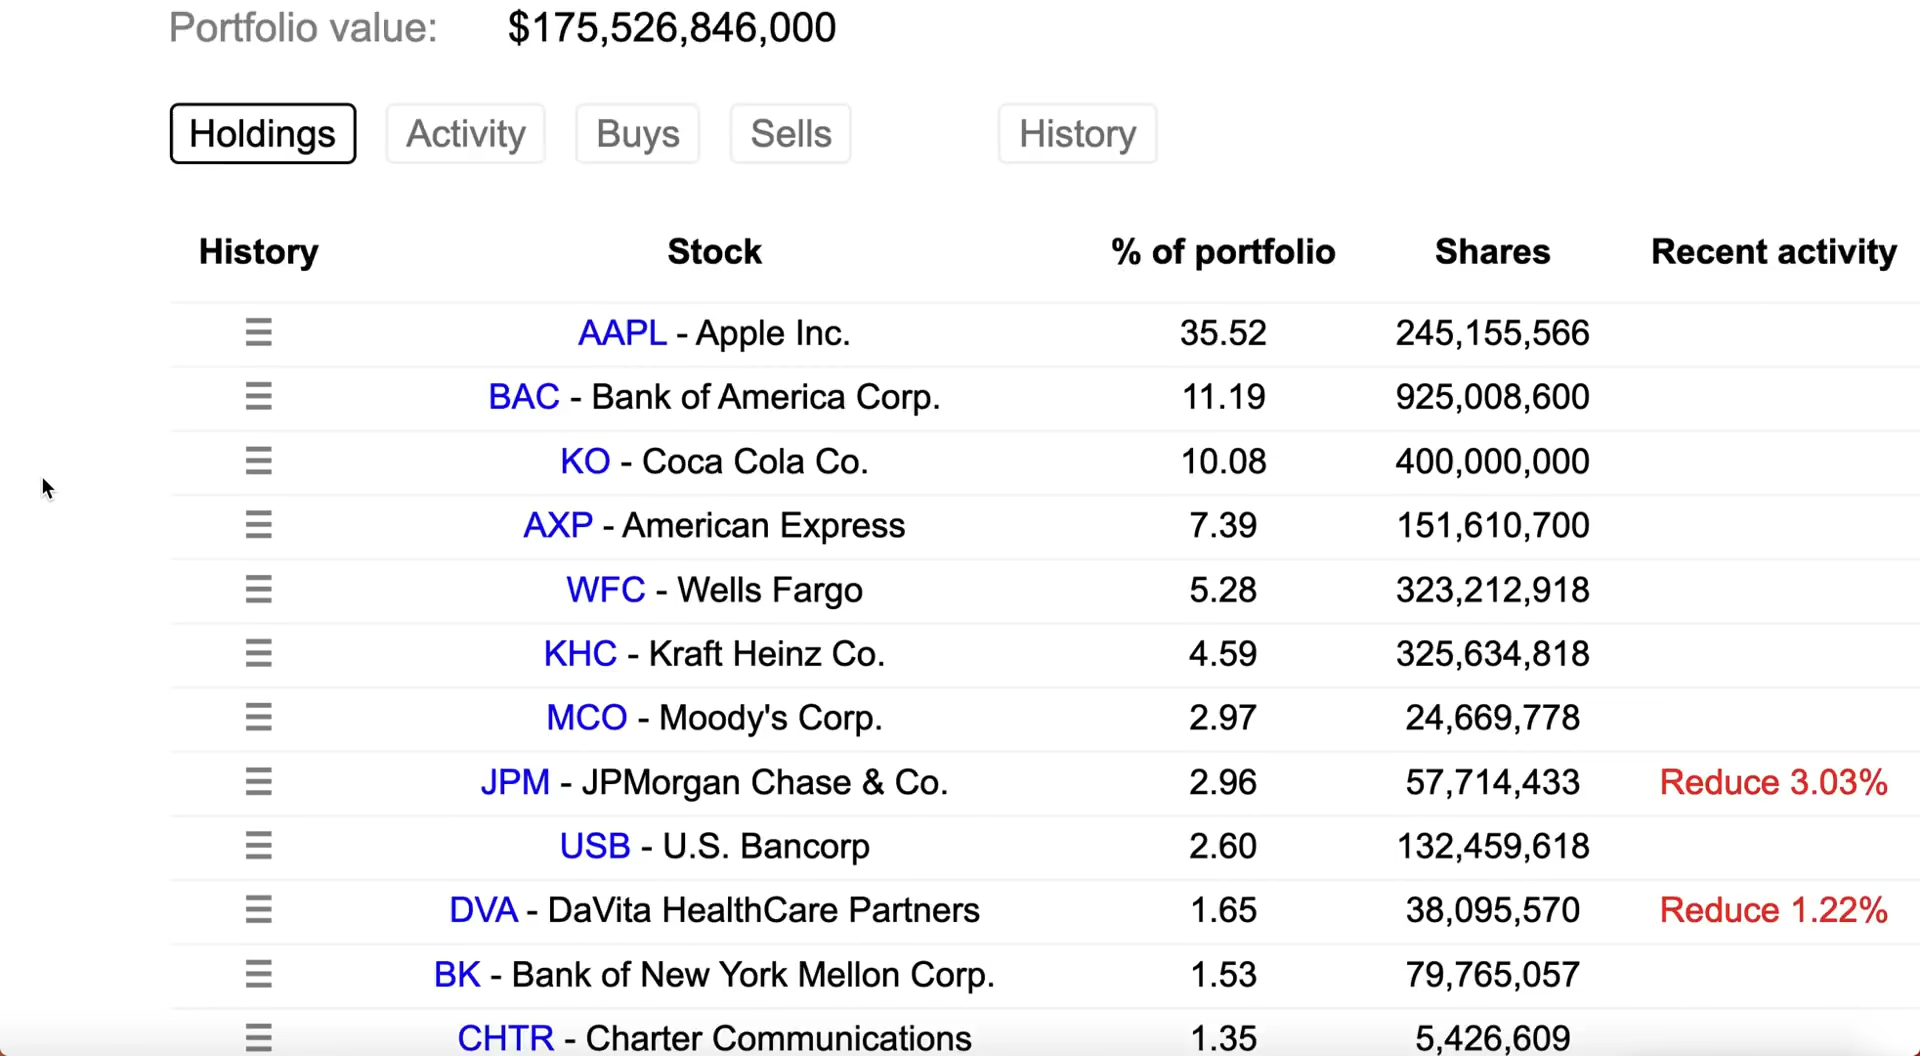 Portfolio value: $175,526,846,000
Holdings Activity Buys Sells History
History Stock % of portfolio Shares Recent activity
AAPL - Apple Inc. 35.52 245,155,566
BAC - Bank of America Corp. 11.19 925,008,600
KO - Coca Cola Co. 10.08 400,000,000
AXP - American Express 7.39 151,610,700
WFC - Wells Fargo 5.28 323,212,918
KHC - Kraft Heinz Co. 4.59 325,634,818
MCO - Moody's Corp. 2.97 24,669,778
JPM - JPMorgan Chase & Co. 2.96 57,714,433 Reduce 3.03%
USB - U.S. Bancorp 2.60 132,459,618
DVA - DaVita HealthCare Partners 1.65 38,095,570 Reduce 1.22%
BK - Bank of New York Mellon Corp. 1.53 79,765,057
CHTR - Charter Communications 1.35 5,426,609